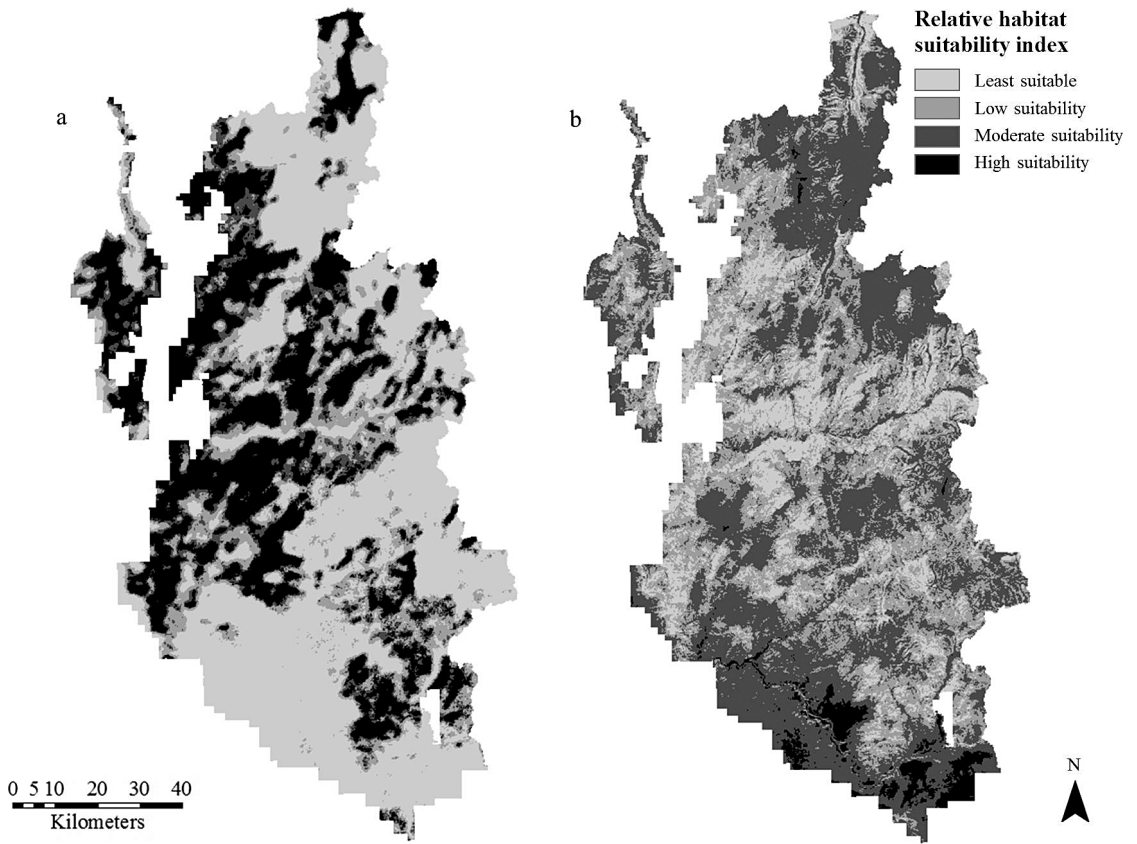 Relative habitat
suitability index
Least suitable
Low suitability
Moderate suitability
High suitability
a
b
N
0 5 10 20 30 40
Kilometers